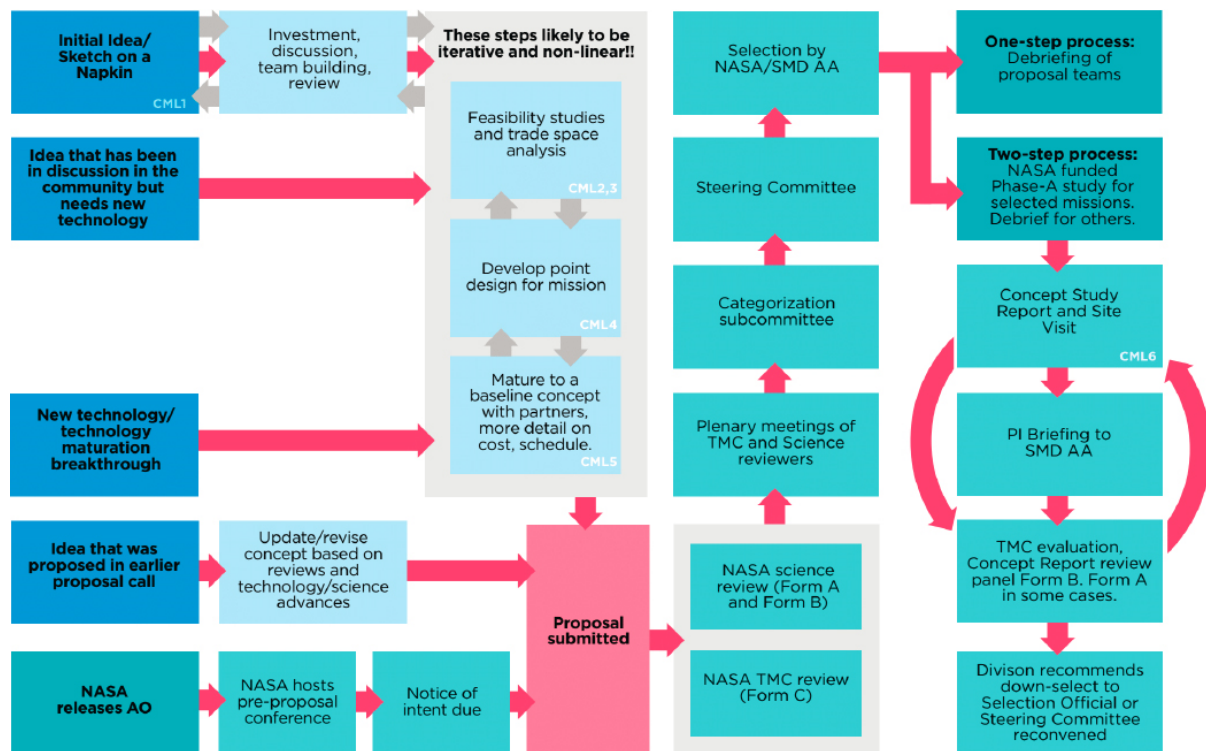 Initial Idea/
Sketch on a
Napkin
CML1
Investment,
discussion,
team building,
review
These steps likely to be
iterative and non-linear!!
Feasibility studies
and trade space
analysis
CML2,3
Develop point
design for mission
CML4
Mature to a
baseline concept
with partners,
more detail on
cost, schedule.
CML5
Idea that has been
in discussion in the
community but
needs new
technology
New technology/
technology
maturation
breakthrough
Idea that was
proposed in earlier
proposal call
Update/revise
concept based on
reviews and
technology/science
advances
NASA
releases AO
NASA hosts
pre-proposal
conference
Notice of
intent due
Proposal
submitted
NASA science
review (Form A
and Form B)
NASA TMC review
(Form C)
Plenary meetings of
TMC and Science
reviewers
Categorization
subcommittee
Steering Committee
Selection by
NASA/SMD AA
One-step process:
Debriefing of
proposal teams
Two-step process:
NASA funded
Phase-A study for
selected missions.
Debrief for others.
Concept Study
Report and Site
Visit
CML6
PI Briefing to
SMD AA
TMC evaluation,
Concept Report review
panel Form B. Form A
in some cases.
Divison recommends
down-select to
Selection Official or
Steering Committee
reconvened